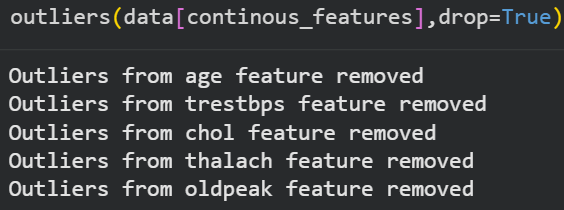 outliers(data[continous_features],drop=True)
Outliers from age feature removed
Outliers from trestbps feature removed
Outliers from chol feature removed
Outliers from thalach feature removed
Outliers from oldpeak feature removed